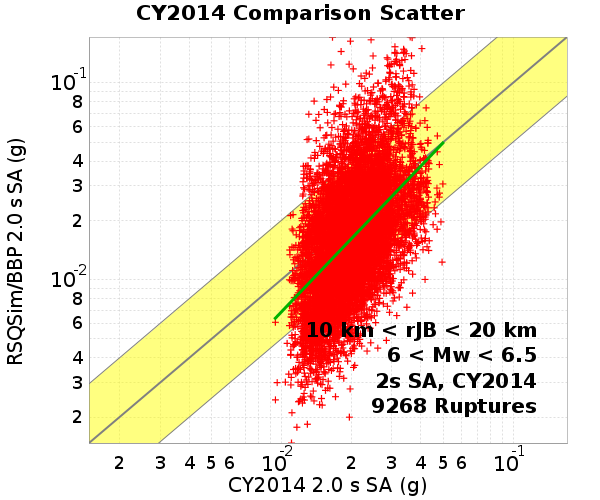 CY2014 Comparison Scatter
RSQSim/BBP 2.0 s SA (g)
10-1
8
6
4
3
2
10-2
8
6
4
3
2
10 km < rJB < 20 km
6 < Mw < 6.5
2s SA, CY2014
9268 Ruptures
2 3 4 5 6 10-2 2 3 4 5 6 10-1
CY2014 2.0 s SA (g)